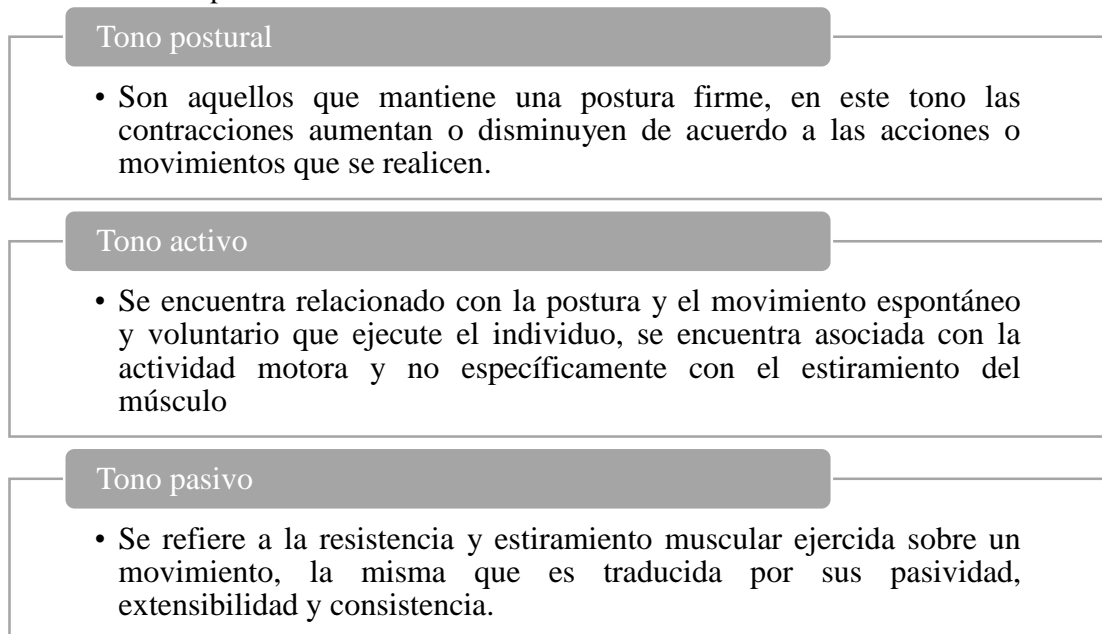 Tono postural
• Son aquellos que mantiene una postura firme, en este tono las
contracciones aumentan o disminuyen de acuerdo a las acciones o
movimientos que se realicen.
Tono activo
• Se encuentra relacionado con la postura y el movimiento espontáneo
y voluntario que ejecute el individuo, se encuentra asociada con la
actividad motora y no específicamente con el estiramiento del
músculo
Tono pasivo
• Se refiere a la resistencia y estiramiento muscular ejercida sobre un
movimiento, la misma que es traducida por sus pasividad,
extensibilidad y consistencia.